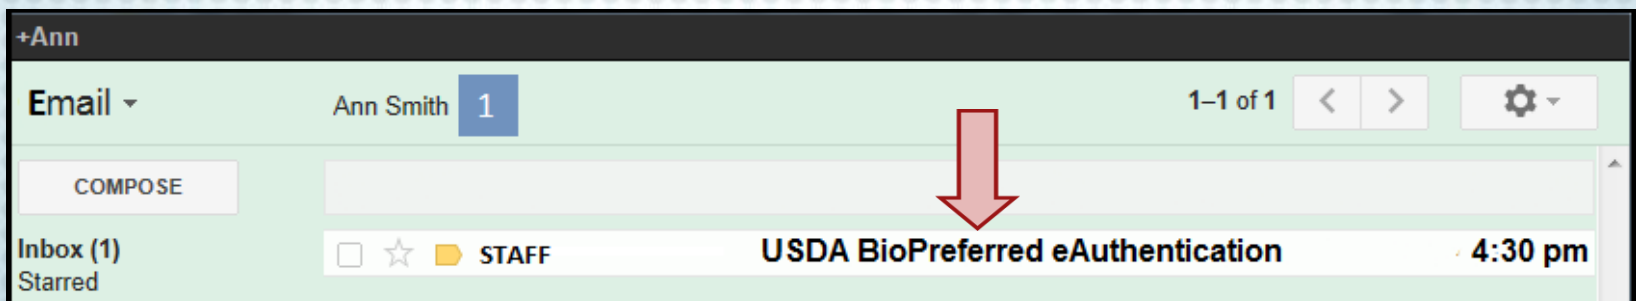 +Ann
Email Ann Smith 1 1–1 of 1
COMPOSE
Inbox (1) STAFF USDA BioPreferred eAuthentication 4:30 pm
Starred